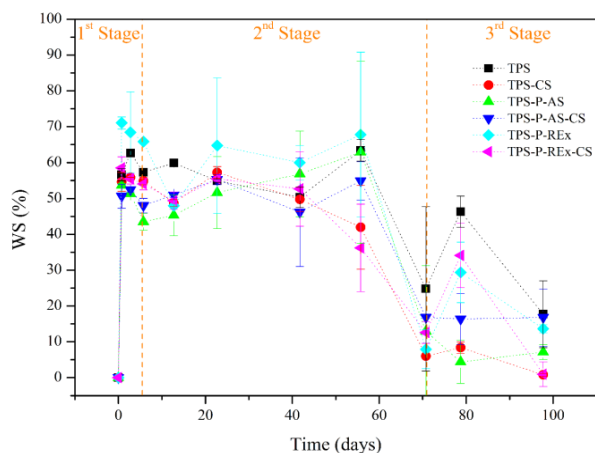 1st Stage
2nd Stage
3rd Stage
TPS
TPS-CS
TPS-P-AS
TPS-P-AS-CS
TPS-P-REx
TPS-P-REx-CS
WS (%)
100
90
80
70
60
50
40
30
20
10
0
0
20
40
60
80
100
Time (days)